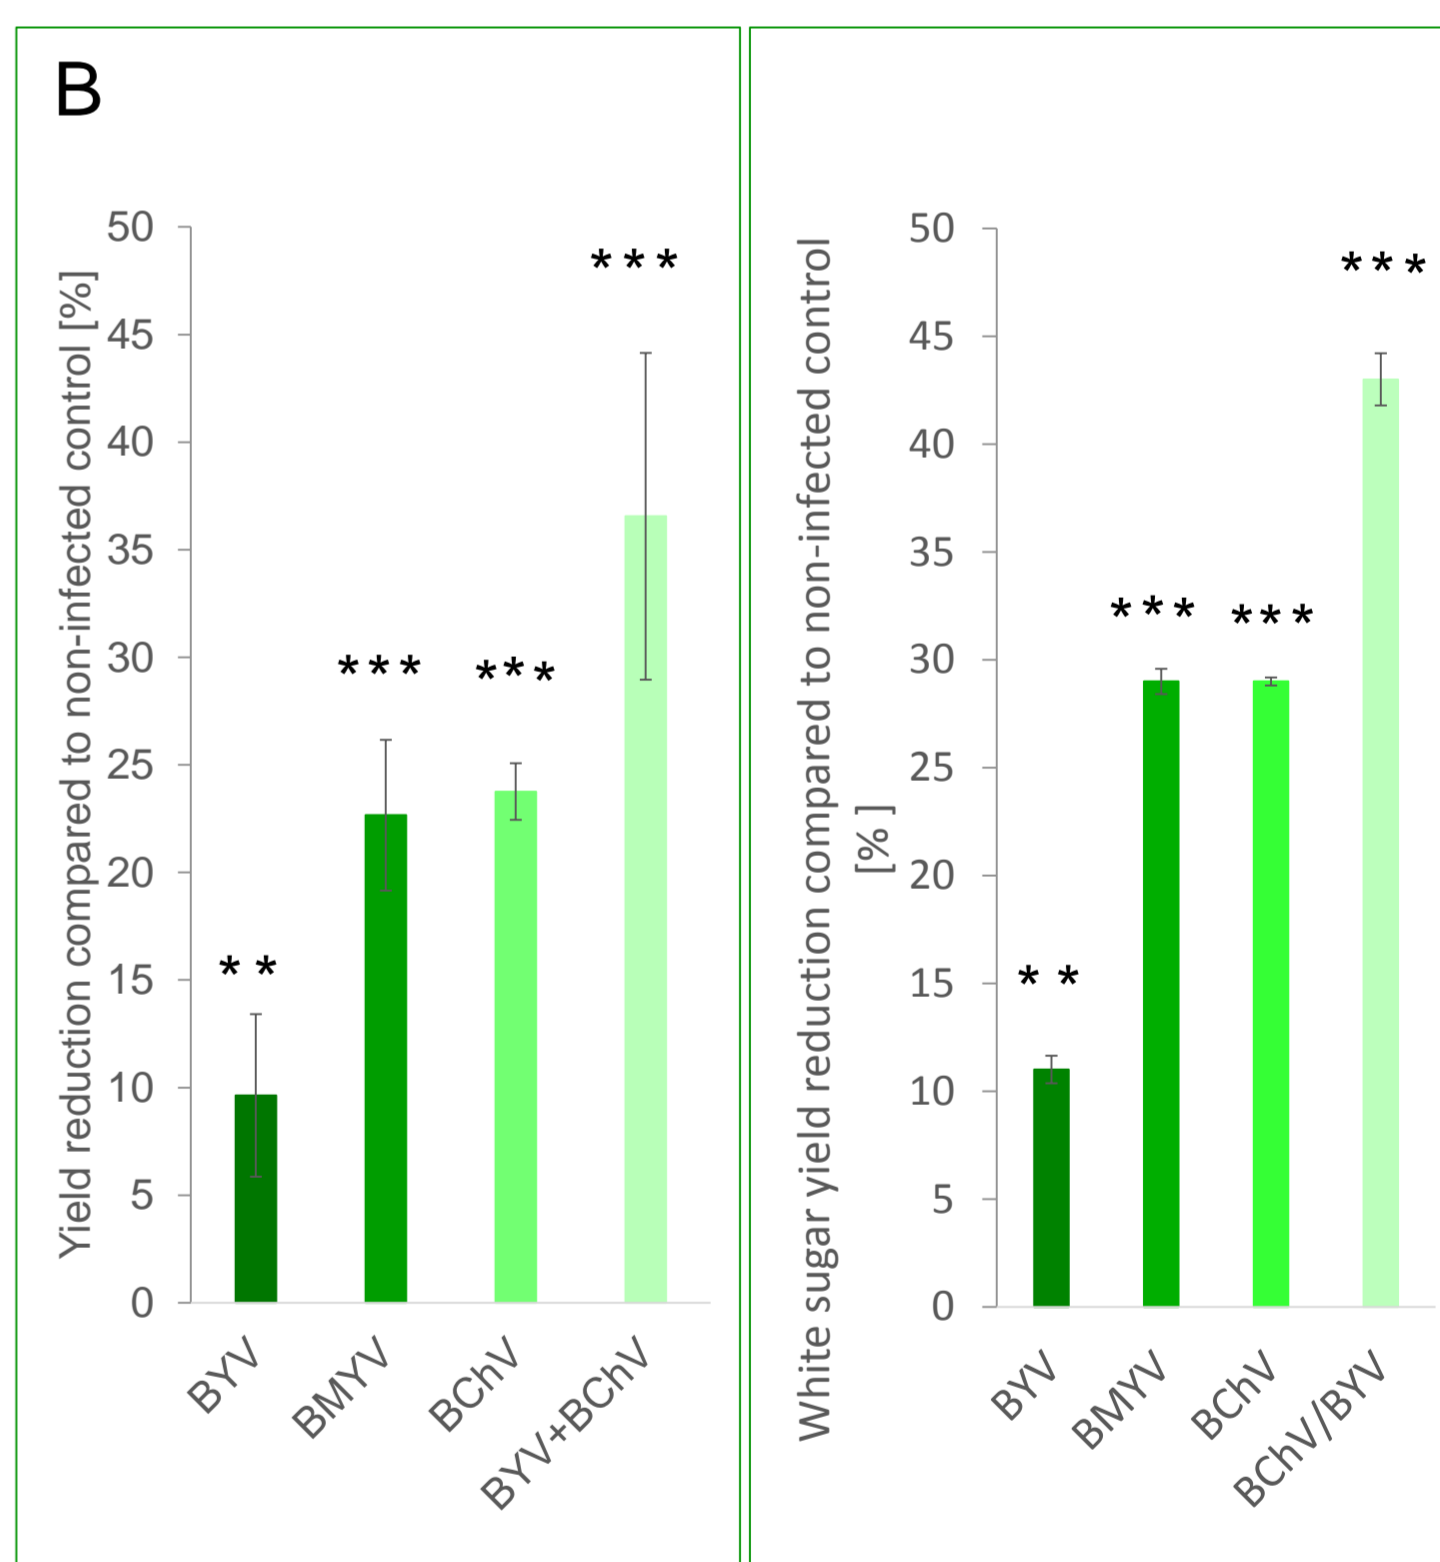 B
Yield reduction compared to non-infected control [%]
50
45
40
35
30
25
20
15
10
5
0
**
***
***
***
BYV
BMYV
BChV
BYV+BChV
White sugar yield reduction compared to non-infected control
[% ]
50
45
40
35
30
25
20
15
10
5
0
**
***
***
***
BYV
BMYV
BChV
BChV//BYV